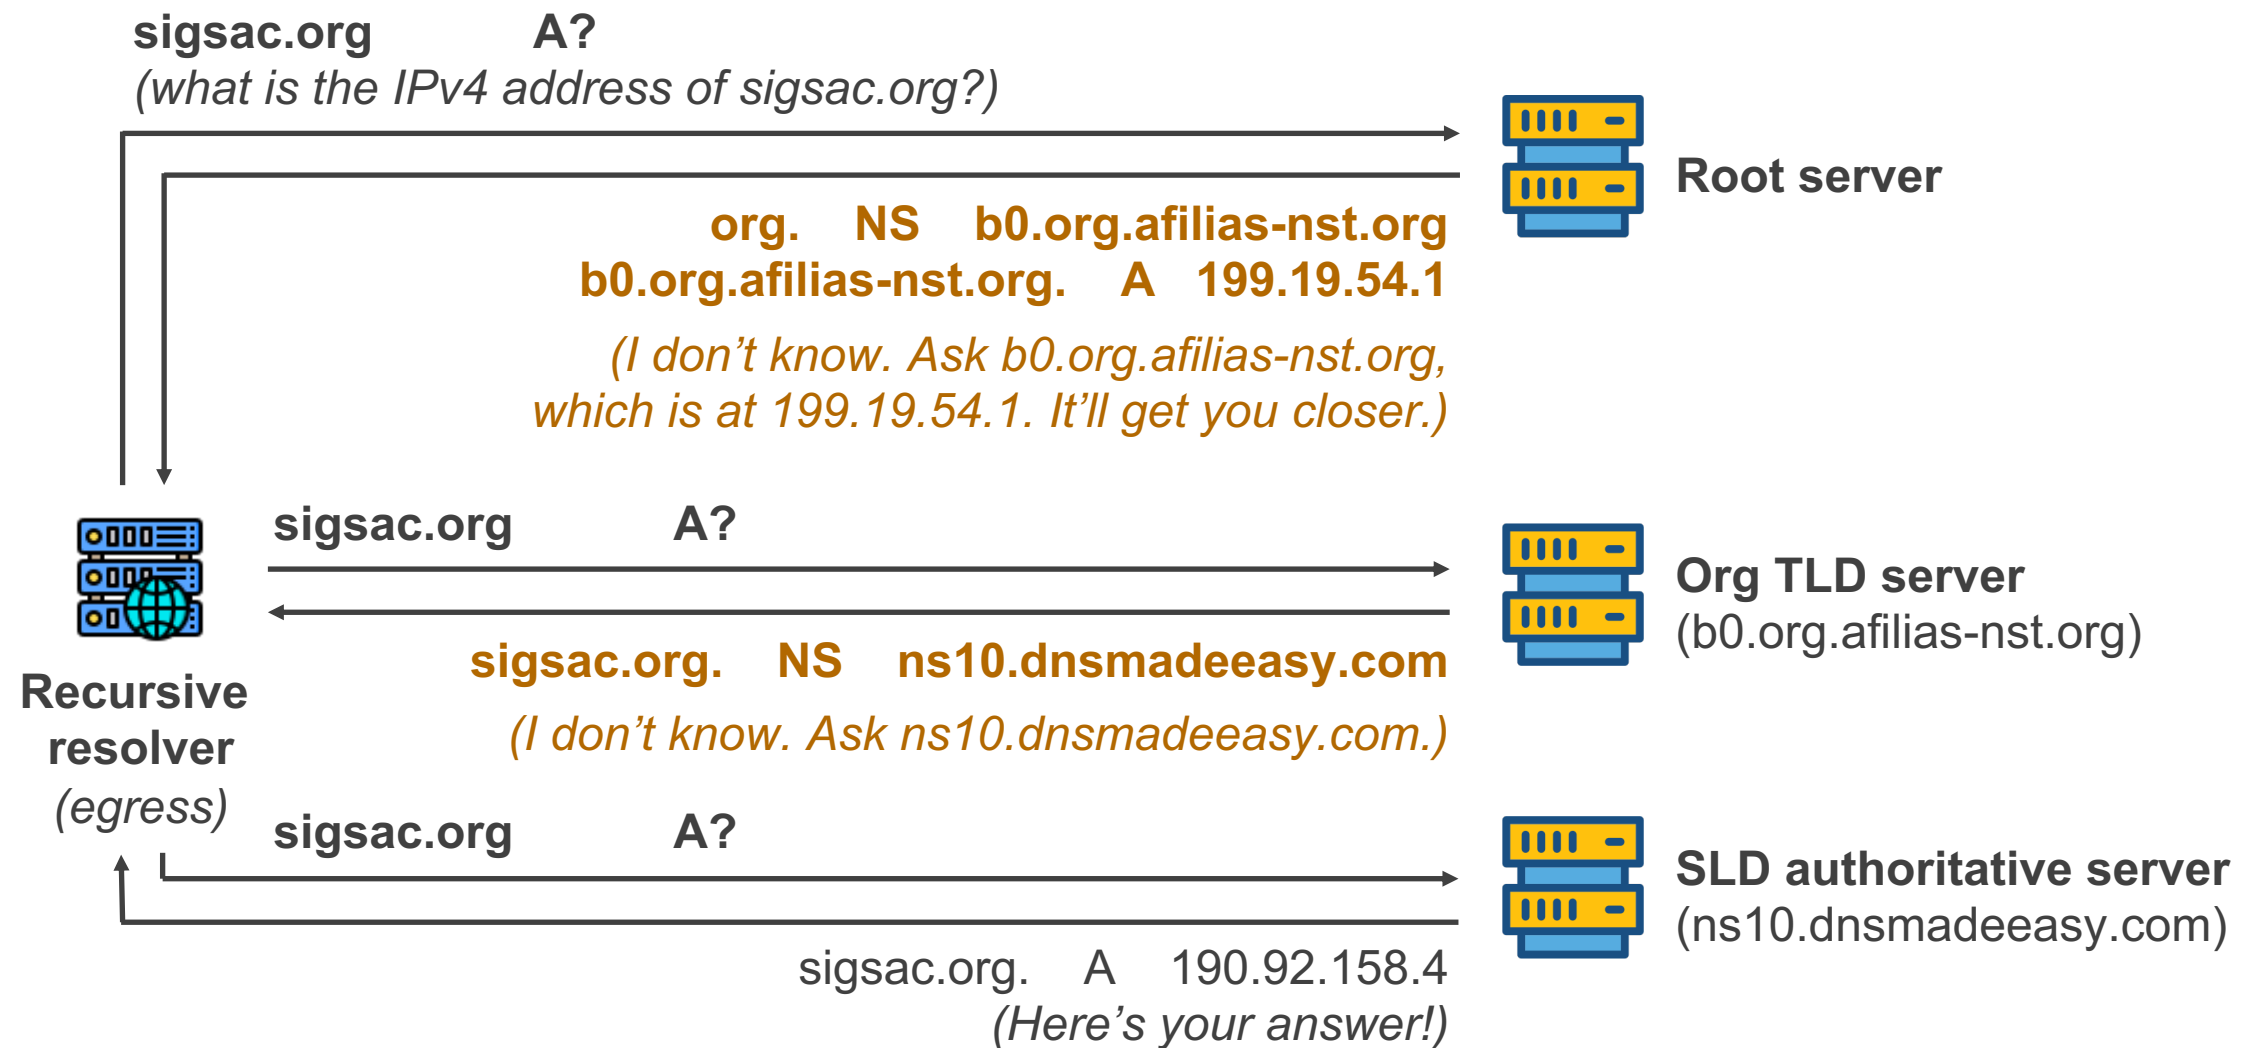 sigsac.org A?
(what is the IPv4 address of sigsac.org?)
Root server
org. NS b0.org.afilias-nst.org
b0.org.afilias-nst.org. A 199.19.54.1
(I don’t know. Ask b0.org.afilias-nst.org,
which is at 199.19.54.1. It’ll get you closer.)
sigsac.org A?
Org TLD server
(b0.org.afilias-nst.org)
sigsac.org. NS ns10.dnsmadeeasy.com
(I don’t know. Ask ns10.dnsmadeeasy.com.)
Recursive
resolver
(egress)
sigsac.org A?
SLD authoritative server
(ns10.dnsmadeeasy.com)
sigsac.org. A 190.92.158.4
(Here’s your answer!)